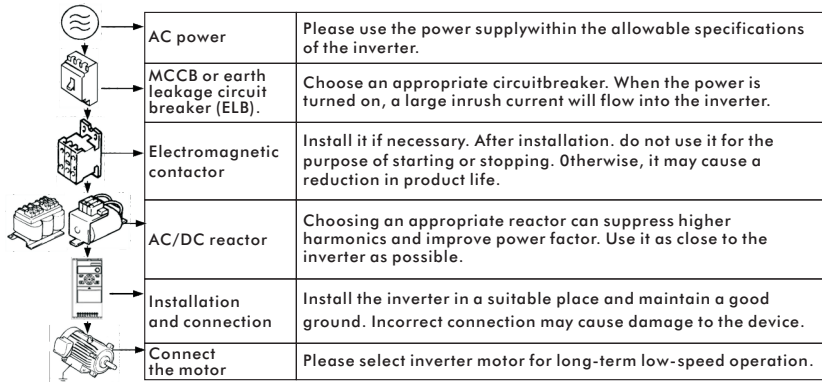 AC power
Please use the power supplywithin the allowable specifications
of the inverter.
MCCB or earth
leakage circuit
breaker (ELB).
Choose an appropriate circuitbreaker. When the power is
turned on, a large inrush current will flow into the inverter.
Electromagnetic
contactor
Install it if necessary. After installation. do not use it for the
purpose of starting or stopping. 0therwise, it may cause a
reduction in product life.
AC/DC reactor
Choosing an appropriate reactor can suppress higher
harmonics and improve power factor. Use it as close to the
inverter as possible.
Installation
and connection
Install the inverter in a suitable place and maintain a good
ground. Incorrect connection may cause damage to the device.
Connect
the motor
Please select inverter motor for long-term low-speed operation.